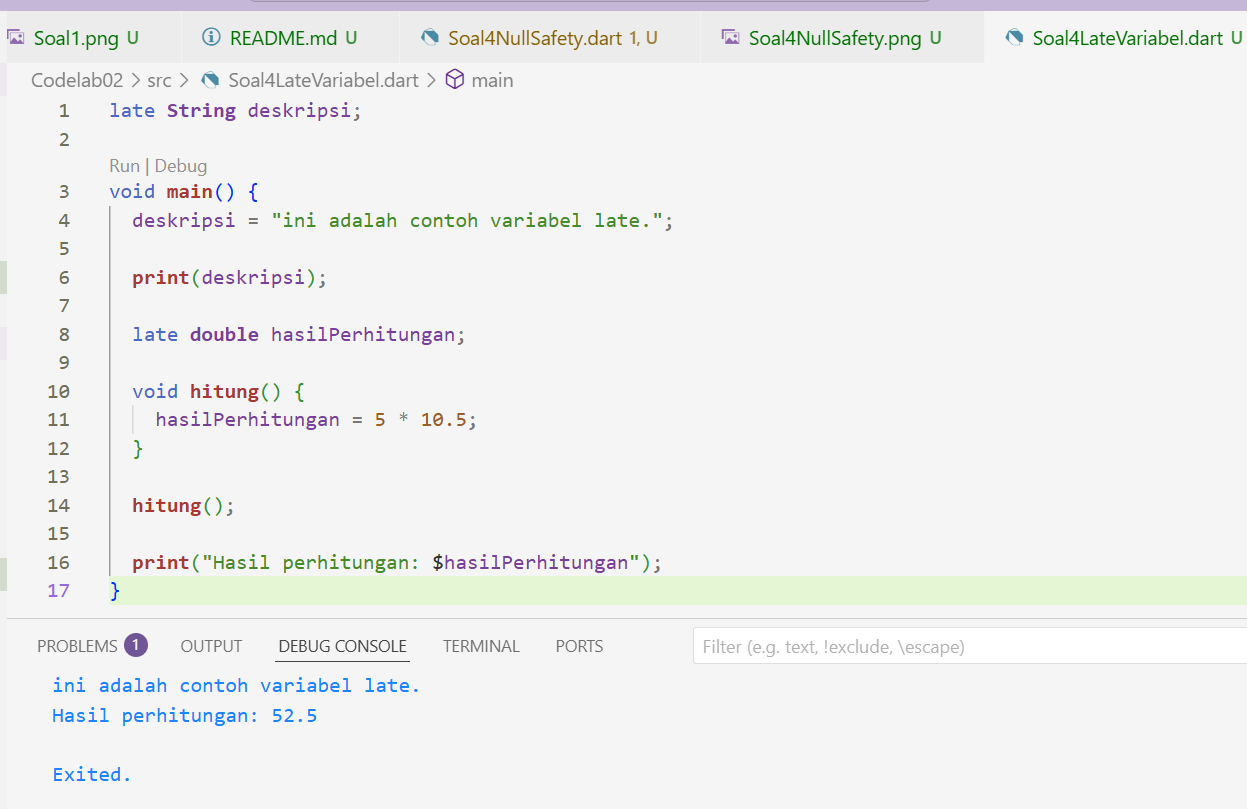 Soal1.png U README.md U Soal4NullSafety.dart 1, U Soal4NullSafety.png U Soal4LateVariabel.dart U
Codelab02 > src > Soal4LateVariabel.dart > main
1 late String deskripsi;
2
Run | Debug
3 void main() {
4 deskripsi = "ini adalah contoh variabel late.";
5
6 print(deskripsi);
7
8 late double hasilPerhitungan;
9
10 void hitung() {
11 hasilPerhitungan = 5 * 10.5;
12 }
13
14 hitung();
15
16 print("Hasil perhitungan: $hasilPerhitungan");
17 }
PROBLEMS 1 OUTPUT DEBUG CONSOLE TERMINAL PORTS Filter (e.g. text, !exclude, \escape)
ini adalah contoh variabel late.
Hasil perhitungan: 52.5
Exited.